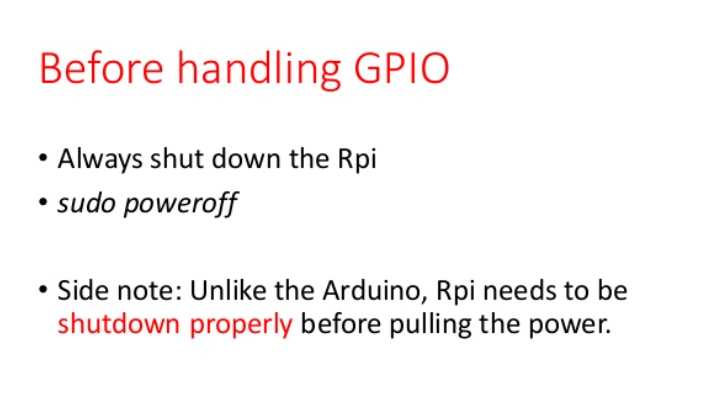 Before handling GPIO
• Always shut down the Rpi
• sudo poweroff
• Side note: Unlike the Arduino, Rpi needs to be
shutdown properly before pulling the power.